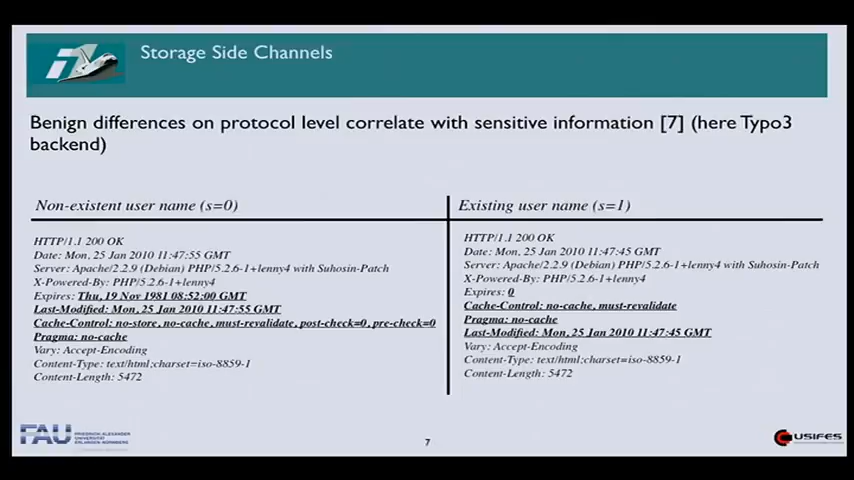 Storage Side Channels
Benign differences on protocol level correlate with sensitive information [7] (here Typo3
backend)
Non-existent user name (s=0)
HTTP/1.1 200 OK
Date: Mon, 25 Jan 2010 11:47:55 GMT
Server: Apache/2.2.9 (Debian) PHP/5.2.6-1+lenny4 with Suhosin-Patch
X-Powered-By: PHP/5.2.6-1+lenny4
Expires: Thu, 19 Nov 1981 08:52:00 GMT
Last-Modified: Mon, 25 Jan 2010 11:47:55 GMT
Cache-Control: no-store, no-cache, must-revalidate, post-check=0, pre-check=0
Pragma: no-cache
Vary: Accept-Encoding
Content-Type: text/html;charset=iso-8859-1
Content-Length: 5472
Existing user name (s=1)
HTTP/1.1 200 OK
Date: Mon, 25 Jan 2010 11:47:45 GMT
Server: Apache/2.2.9 (Debian) PHP/5.2.6-1+lenny4 with Suhosin-Patch
X-Powered-By: PHP/5.2.6-1+lenny4
Expires: 0
Cache-Control: no-cache, must-revalidate
Pragma: no-cache
Last-Modified: Mon, 25 Jan 2010 11:47:45 GMT
Vary: Accept-Encoding
Content-Type: text/html;charset=iso-8859-1
Content-Length: 5472
FAU
FRIEDRICH-ALEXANDER
UNIVERSITÄT
ERLANGEN-NÜRNBERG
7
USIFES